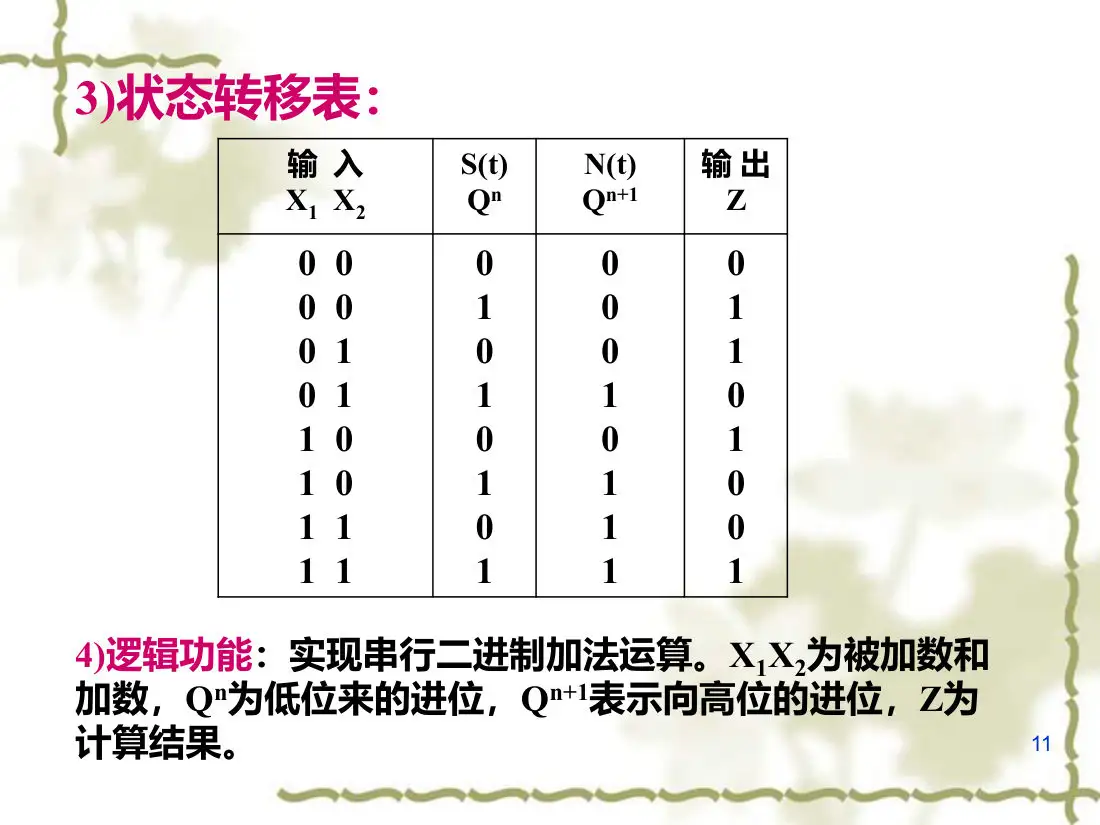 3)状态转移表：
输 入 S(t) N(t) 输 出
X₁ X₂ Qⁿ Qⁿ⁺¹ Z
0 0 0 0 0
0 0 1 0 1
0 1 0 0 1
0 1 1 1 0
1 0 0 0 1
1 0 1 1 0
1 1 0 1 0
1 1 1 1 1
4)逻辑功能：实现串行二进制加法运算。X₁X₂为被加数和
加数，Qⁿ为低位来的进位，Qⁿ⁺¹表示向高位的进位，Z为
计算结果。
11